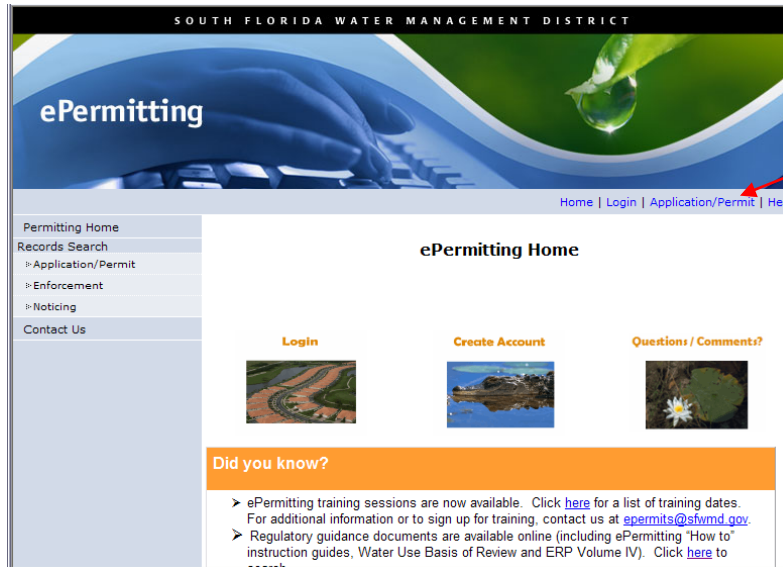 SOUTH FLORIDA WATER MANAGEMENT DISTRICT
ePermitting
Home | Login | Application/Permit | He
Permitting Home
Records Search
Application/Permit
Enforcement
Noticing
Contact Us
ePermitting Home
Login
Create Account
Questions / Comments?
Did you know?
➢ ePermitting training sessions are now available. Click here for a list of training dates.
For additional information or to sign up for training, contact us at epermits@sfwmd.gov.
➢ Regulatory guidance documents are available online (including ePermitting “How to”
instruction guides, Water Use Basis of Review and ERP Volume IV). Click here to